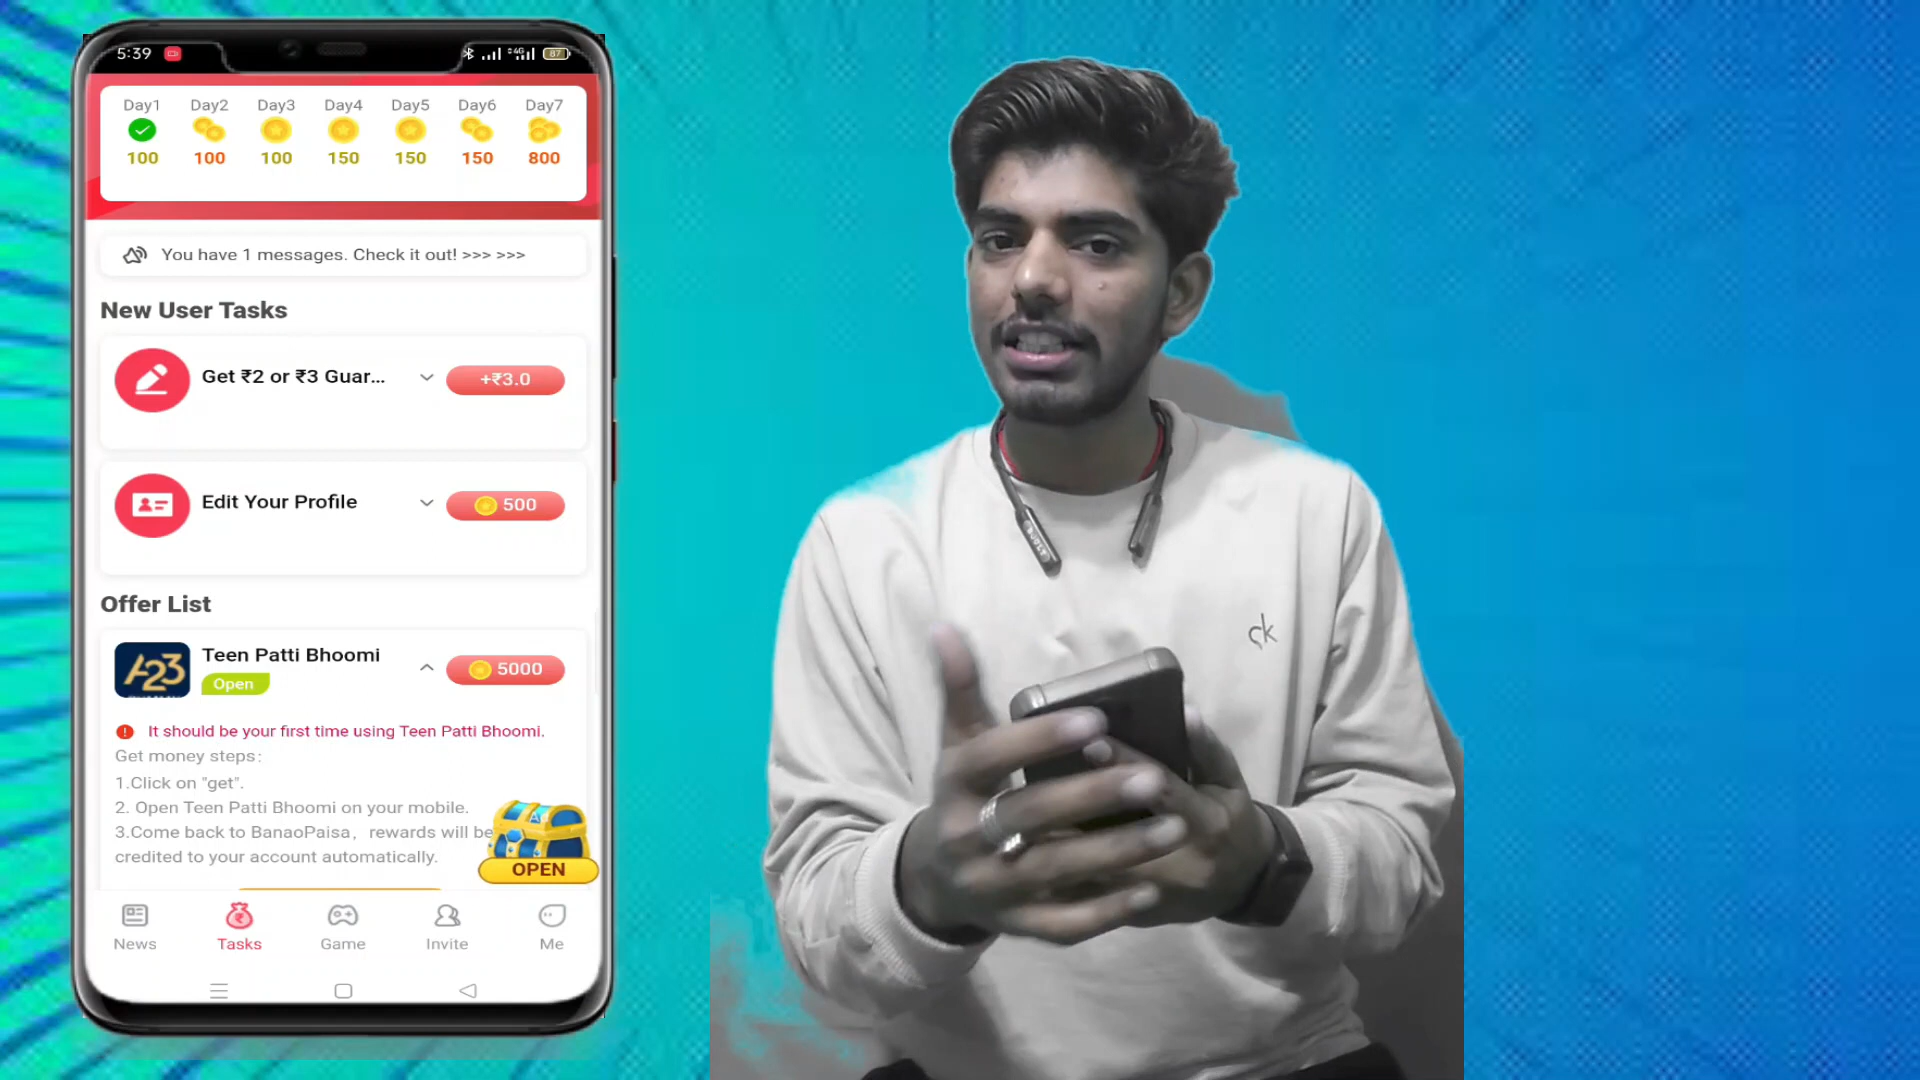 5:39
4G
87
Day1 Day2 Day3 Day4 Day5 Day6 Day7
100 100 100 150 150 150 800
You have 1 messages. Check it out! >>> >>>
New User Tasks
Get ₹2 or ₹3 Guar...
+₹3.0
Edit Your Profile
500
Offer List
A23
Teen Patti Bhoomi
Open
5000
It should be your first time using Teen Patti Bhoomi.
Get money steps:
1.Click on "get".
2. Open Teen Patti Bhoomi on your mobile.
3.Come back to BanaoPaisa, rewards will be
credited to your account automatically.
OPEN
News Tasks Game Invite Me
ck